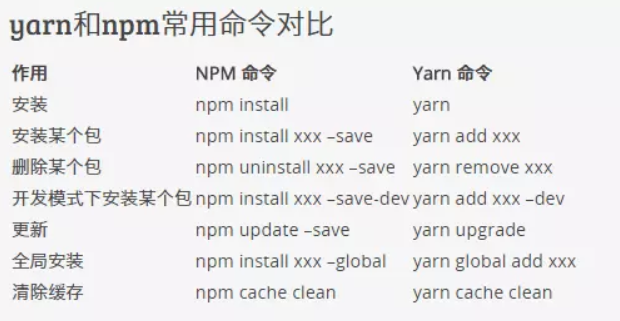 yarn和npm常用命令对比
作用 NPM 命令 Yarn 命令
安装 npm install yarn
安装某个包 npm install xxx –save yarn add xxx
删除某个包 npm uninstall xxx –save yarn remove xxx
开发模式下安装某个包 npm install xxx –save-dev yarn add xxx –dev
更新 npm update –save yarn upgrade
全局安装 npm install xxx –global yarn global add xxx
清除缓存 npm cache clean yarn cache clean